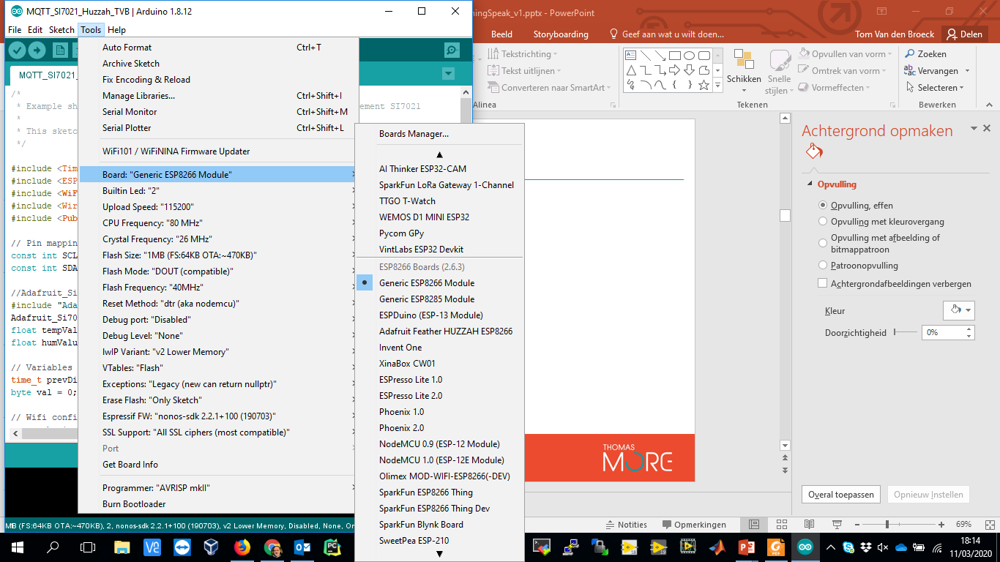 MQTT_SI7021_Huzzah_TVB | Arduino 1.8.12
File Edit Sketch Tools Help
MQTT_SI7021_
/*
* Example sh
*
* This sketc
*/
#include <Tim
#include <ESP
#include <WiF
#include <Wir
#include <Pub
// Pin mappin
const int SCL
const int SDA
//Adafruit_Si
#include "Ada
Adafruit_Si70
float tempVal
float humValu
// Variables
time_t prevDi
byte val = 0;
// Wifi confi
ement SI7021
Auto Format Ctrl+T
Archive Sketch
Fix Encoding & Reload
Manage Libraries... Ctrl+Shift+I
Serial Monitor Ctrl+Shift+M
Serial Plotter Ctrl+Shift+L
WiFi101 / WiFiNINA Firmware Updater
Board: "Generic ESP8266 Module"
Builtin Led: "2"
Upload Speed: "115200"
CPU Frequency: "80 MHz"
Crystal Frequency: "26 MHz"
Flash Size: "1MB (FS:64KB OTA:~470KB)"
Flash Mode: "DOUT (compatible)"
Flash Frequency: "40MHz"
Reset Method: "dtr (aka nodemcu)"
Debug port: "Disabled"
Debug Level: "None"
lwIP Variant: "v2 Lower Memory"
VTables: "Flash"
Exceptions: "Legacy (new can return nullptr)"
Erase Flash: "Only Sketch"
Espressif FW: "nonos-sdk 2.2.1+100 (190703)"
SSL Support: "All SSL ciphers (most compatible)"
Port
Get Board Info
Programmer: "AVRISP mkII"
Burn Bootloader
Boards Manager...
AI Thinker ESP32-CAM
SparkFun LoRa Gateway 1-Channel
TTGO T-Watch
WEMOS D1 MINI ESP32
Pycom GPy
VintLabs ESP32 Devkit
ESP8266 Boards (2.6.3)
Generic ESP8266 Module
Generic ESP8285 Module
ESPDuino (ESP-13 Module)
Adafruit Feather HUZZAH ESP8266
Invent One
XinaBox CW01
ESPresso Lite 1.0
ESPresso Lite 2.0
Phoenix 1.0
Phoenix 2.0
NodeMCU 0.9 (ESP-12 Module)
NodeMCU 1.0 (ESP-12E Module)
Olimex MOD-WIFI-ESP8266(-DEV)
SparkFun ESP8266 Thing
SparkFun ESP8266 Thing Dev
SparkFun Blynk Board
SweetPea ESP-210
MB (FS:64KB OTA:~470KB), 2, nonos-sdk 2.2.1+100 (190703), v2 Lower Memory, Disabled, None, On
ningSpeak_v1.pptx - PowerPoint
Beeld Storyboarding Geef aan wat u wilt doen... Tom Van den Broeck Delen
Tekstrichting
Tekst uitlijnen
Converteren naar SmartArt
Alinea
Schikken
Snelle
stijlen
Opvullen van vorm
Omtrek van vorm
Vormeffecten
Tekenen
Zoeken
Vervangen
Selecteren
Bewerken
Achtergrond opmaken
Opvulling
Opvulling, effen
Opvulling met kleurovergang
Opvulling met afbeelding of
bitmappatroon
Patroonopvulling
Achtergrondafbeeldingen verbergen
Kleur
Doorzichtigheid 0%
Overal toepassen Opnieuw Instellen
THOMAS
MORE
Notities Opmerkingen 69%
18:14
11/03/2020